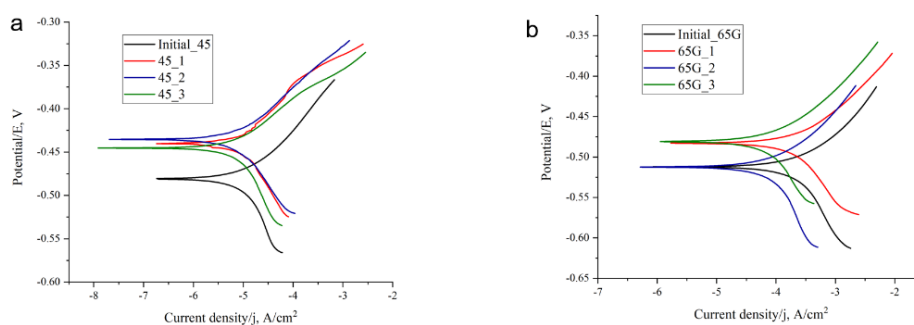 a
-0.30
-0.35
-0.40
-0.45
-0.50
-0.55
-0.60
Potential/E, V
Initial_45
45_1
45_2
45_3
-8 -7 -6 -5 -4 -3 -2
Current density/j, A/cm²
b
-0.35
-0.40
-0.45
-0.50
-0.55
-0.60
-0.65
Potential/E, V
Initial_65G
65G_1
65G_2
65G_3
-7 -6 -5 -4 -3 -2
Current density/j, A/cm²